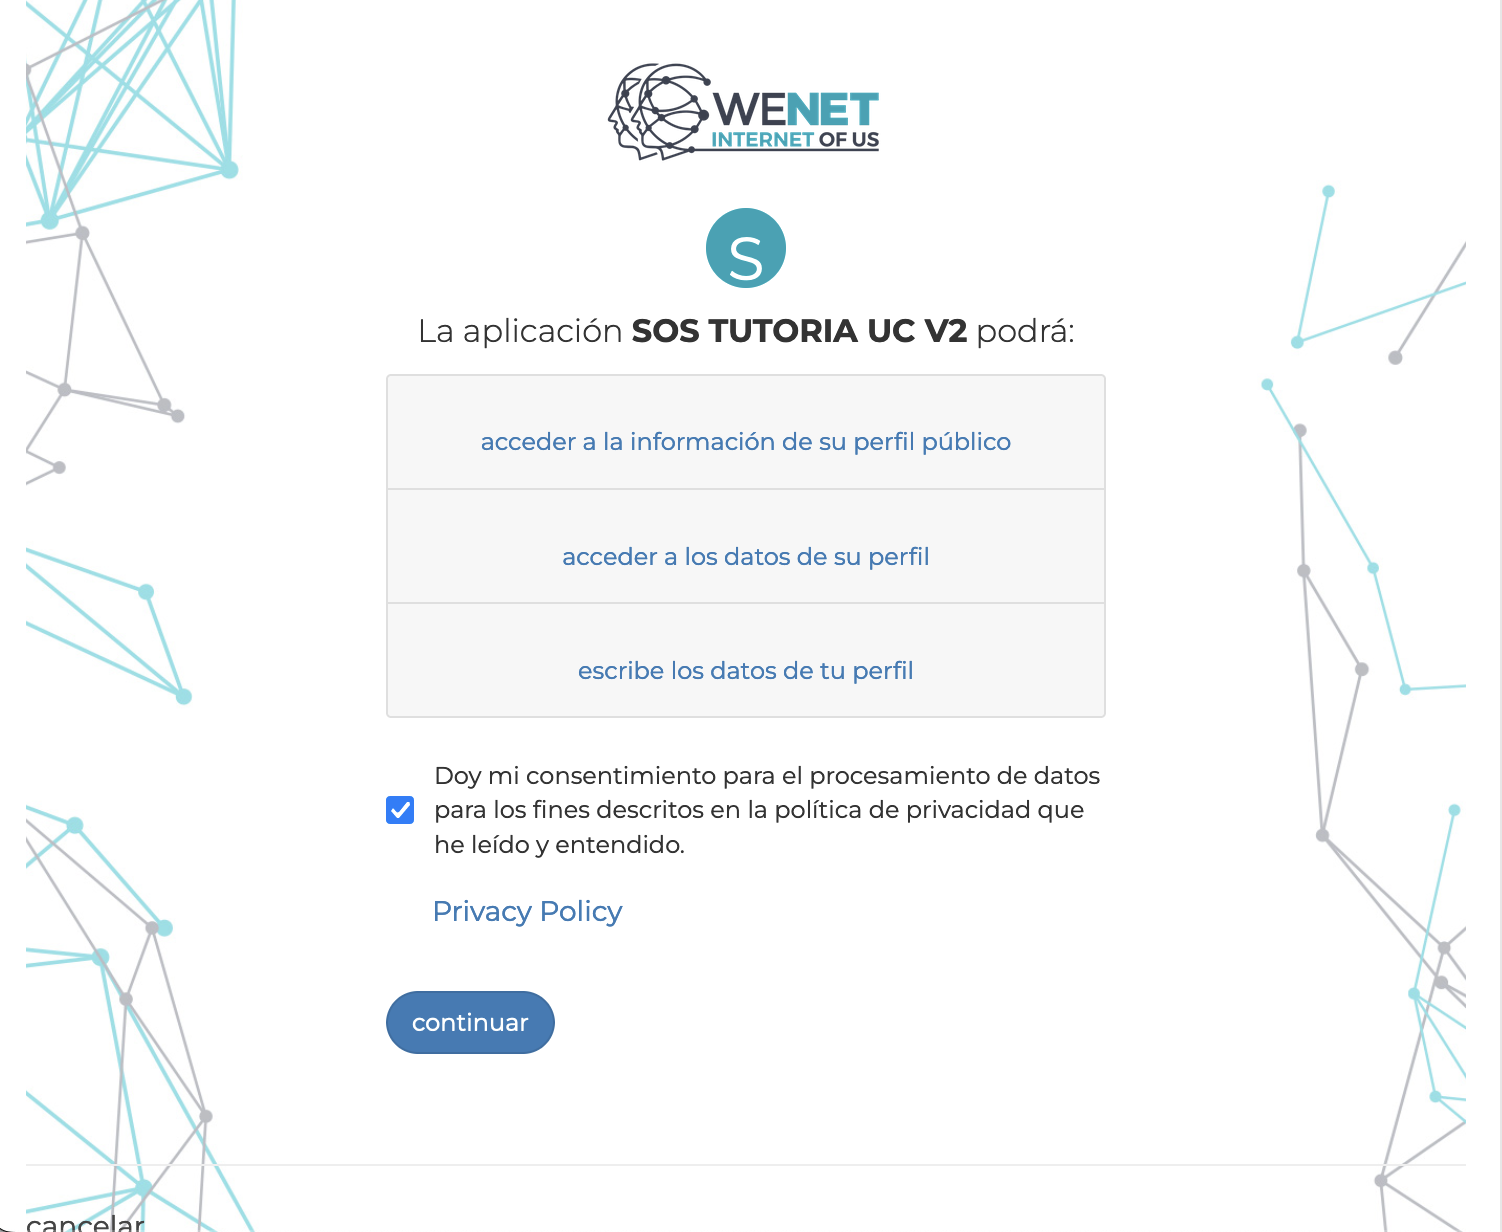 WENET
INTERNET OF US
S
La aplicación SOS TUTORIA UC V2 podrá:
acceder a la información de su perfil público
acceder a los datos de su perfil
escribe los datos de tu perfil
Doy mi consentimiento para el procesamiento de datos
para los fines descritos en la política de privacidad que
he leído y entendido.
Privacy Policy
continuar
cancelar